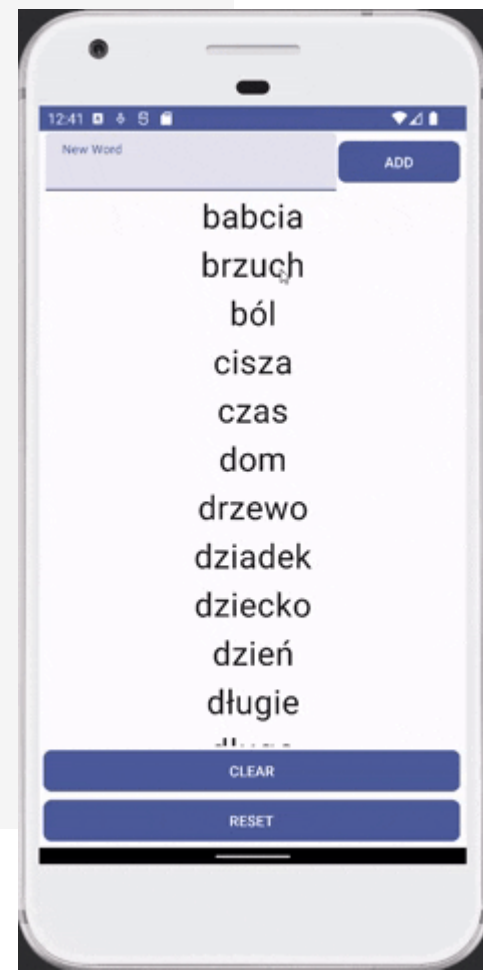 12:41
New Word
ADD
babcia
brzuch
ból
cisza
czas
dom
drzewo
dziadek
dziecko
dzień
długie
CLEAR
RESET